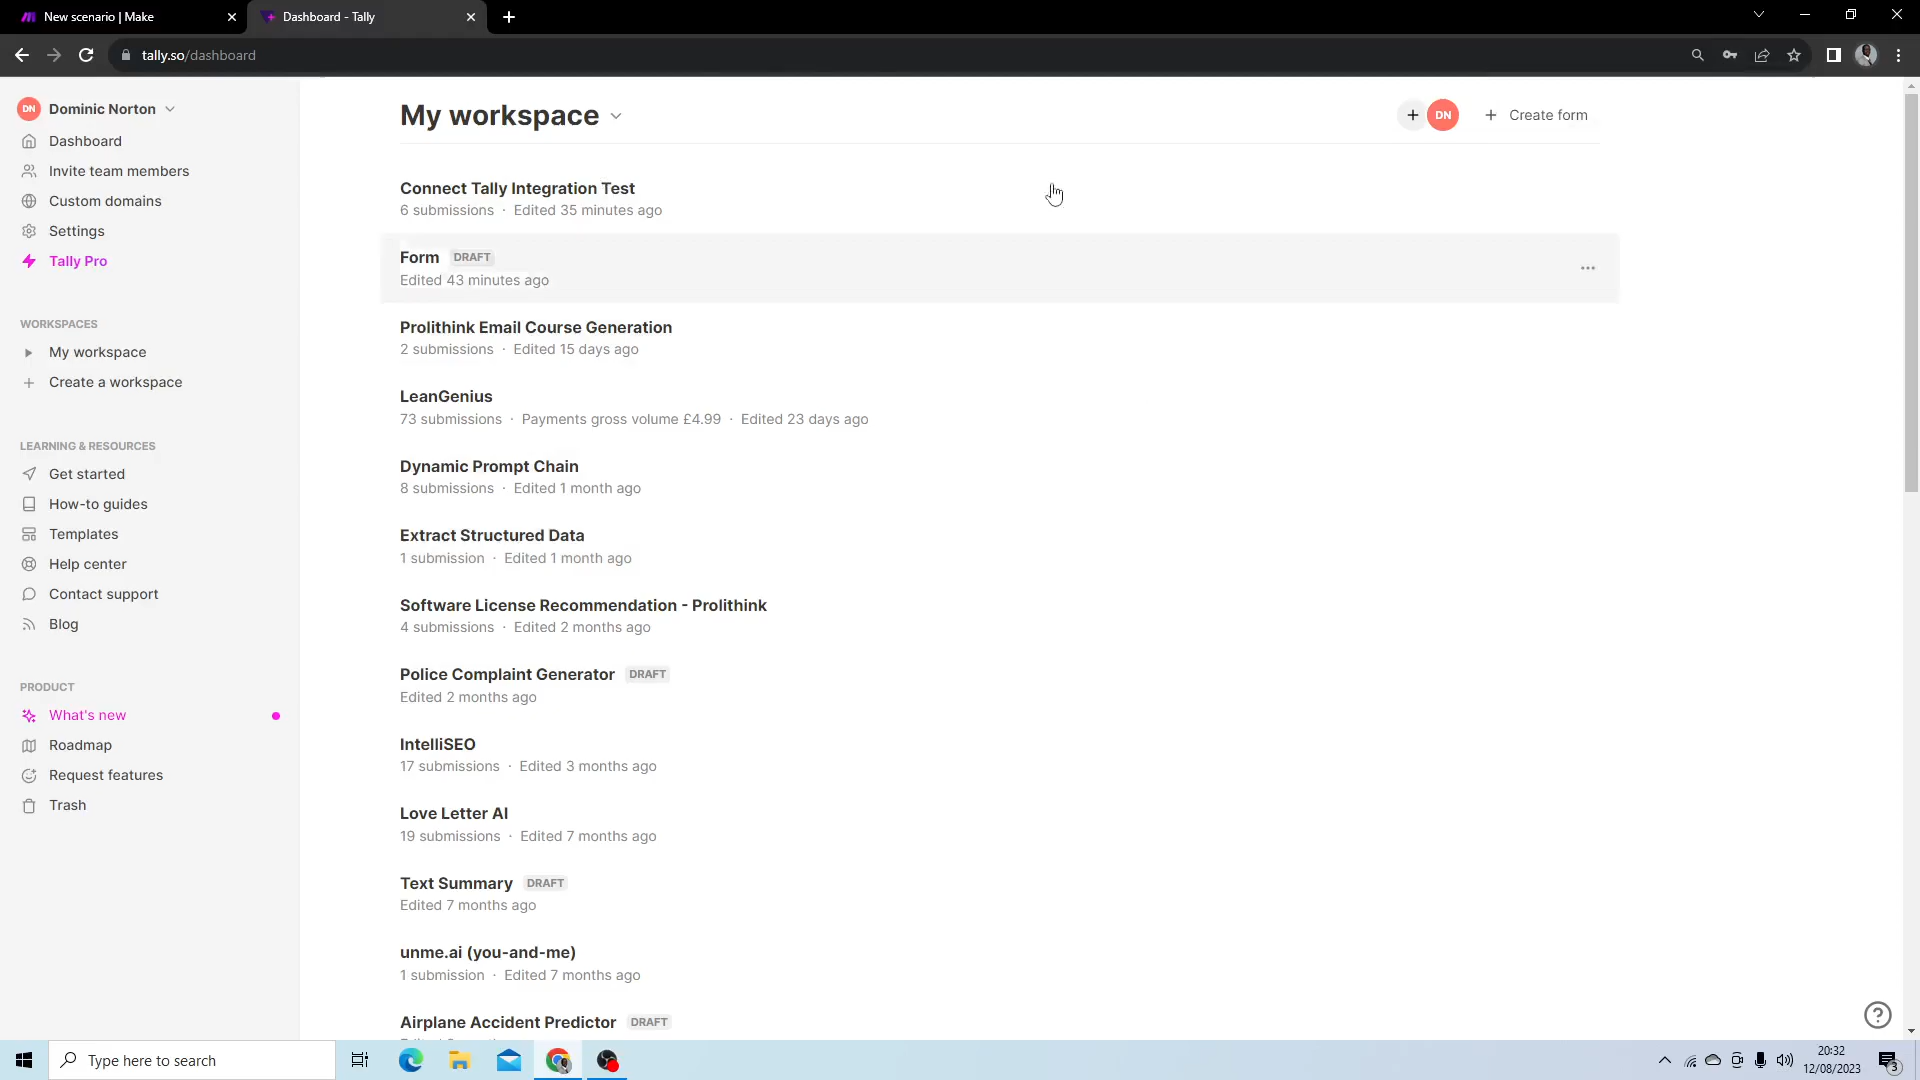 New scenario | Make
Dashboard - Tally
tally.so/dashboard
DN Dominic Norton
Dashboard
Invite team members
Custom domains
Settings
Tally Pro
WORKSPACES
My workspace
Create a workspace
LEARNING & RESOURCES
Get started
How-to guides
Templates
Help center
Contact support
Blog
PRODUCT
What's new
Roadmap
Request features
Trash
My workspace
DN
Create form
Connect Tally Integration Test
6 submissions · Edited 35 minutes ago
Form DRAFT
Edited 43 minutes ago
Prolithink Email Course Generation
2 submissions · Edited 15 days ago
LeanGenius
73 submissions · Payments gross volume £4.99 · Edited 23 days ago
Dynamic Prompt Chain
8 submissions · Edited 1 month ago
Extract Structured Data
1 submission · Edited 1 month ago
Software License Recommendation - Prolithink
4 submissions · Edited 2 months ago
Police Complaint Generator DRAFT
Edited 2 months ago
IntelliSEO
17 submissions · Edited 3 months ago
Love Letter AI
19 submissions · Edited 7 months ago
Text Summary DRAFT
Edited 7 months ago
unme.ai (you-and-me)
1 submission · Edited 7 months ago
Airplane Accident Predictor DRAFT
Type here to search
20:32
12/08/2023
3